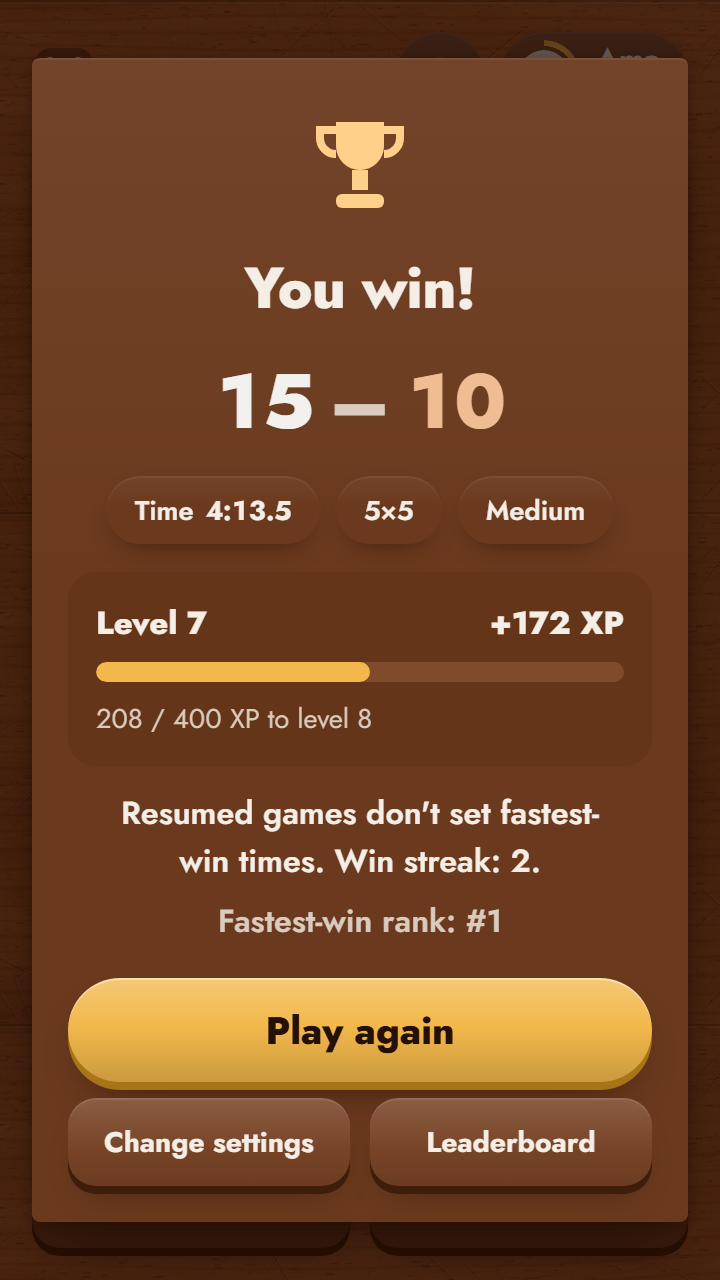 You win!
15 – 10
Time 4:13.5
5×5
Medium
Level 7
+172 XP
208 / 400 XP to level 8
Resumed games don't set fastest-
win times. Win streak: 2.
Fastest-win rank: #1
Play again
Change settings
Leaderboard